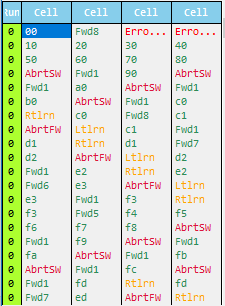 Run Cell Cell Cell Cell
0 00 Fwd8 Erro... Erro...
0 10 20 30 40
0 50 60 70 80
0 AbrtSW Fwd1 90 AbrtSW
0 Fwd1 a0 AbrtSW Fwd1
0 b0 AbrtSW Fwd1 c0
0 Rtlrn c0 Fwd8 c1
0 AbrtFW Ltlrn c1 Fwd1
0 d1 Rtlrn Fwd1 Fwd7
0 d2 AbrtFW Ltlrn d2
0 Fwd1 e2 Rtlrn e2
0 Fwd6 e3 AbrtFW Ltlrn
0 e3 Fwd1 f3 Rtlrn
0 f3 Fwd5 f4 f5
0 f6 f7 f8 AbrtSW
0 Fwd1 f9 AbrtSW Fwd1
0 fa AbrtSW Fwd1 fb
0 AbrtSW Fwd1 fc AbrtSW
0 Fwd1 fd Rtlrn fd
0 Fwd7 ed AbrtFW Rtlrn